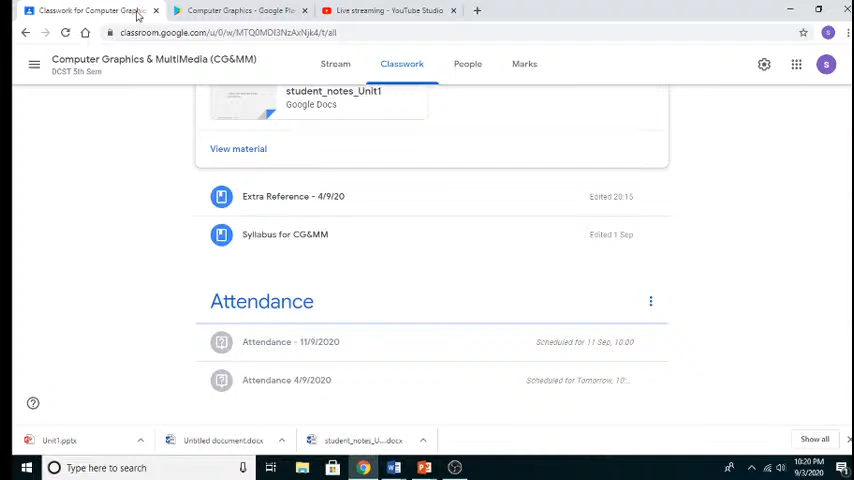 Classwork for Computer Graphic
Computer Graphics - Google Pla
Live streaming - YouTube Studio
classroom.google.com/u/0/w/MTQ0MDI3NzAxNjk4/t/all
s
Computer Graphics & MultiMedia (CG&MM)
DCST 5th Sem
Stream
Classwork
People
Marks
s
student_notes_Unit1
Google Docs
View material
Extra Reference - 4/9/20
Edited 20:15
Syllabus for CG&MM
Edited 1 Sep
Attendance
Attendance - 11/9/2020
Scheduled for 11 Sep, 10:00
Attendance 4/9/2020
Scheduled for Tomorrow, 10:..
Unit1.pptx
Untitled document.docx
student_notes_U....docx
Show all
Type here to search
10:20 PM
9/3/2020